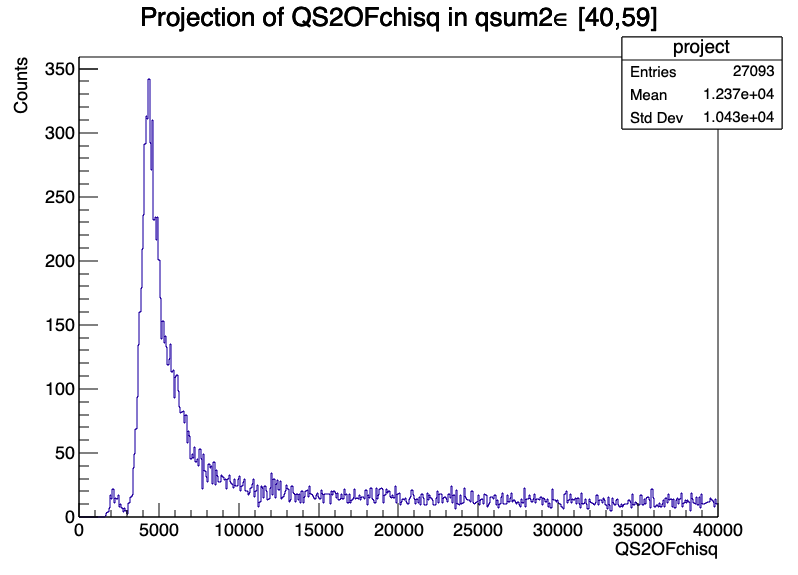 Projection of QS2OFchisq in qsum2∈ [40,59]
project
Entries 27093
Mean 1.237e+04
Std Dev 1.043e+04
Counts
350
300
250
200
150
100
50
0
0 5000 10000 15000 20000 25000 30000 35000 40000
QS2OFchisq